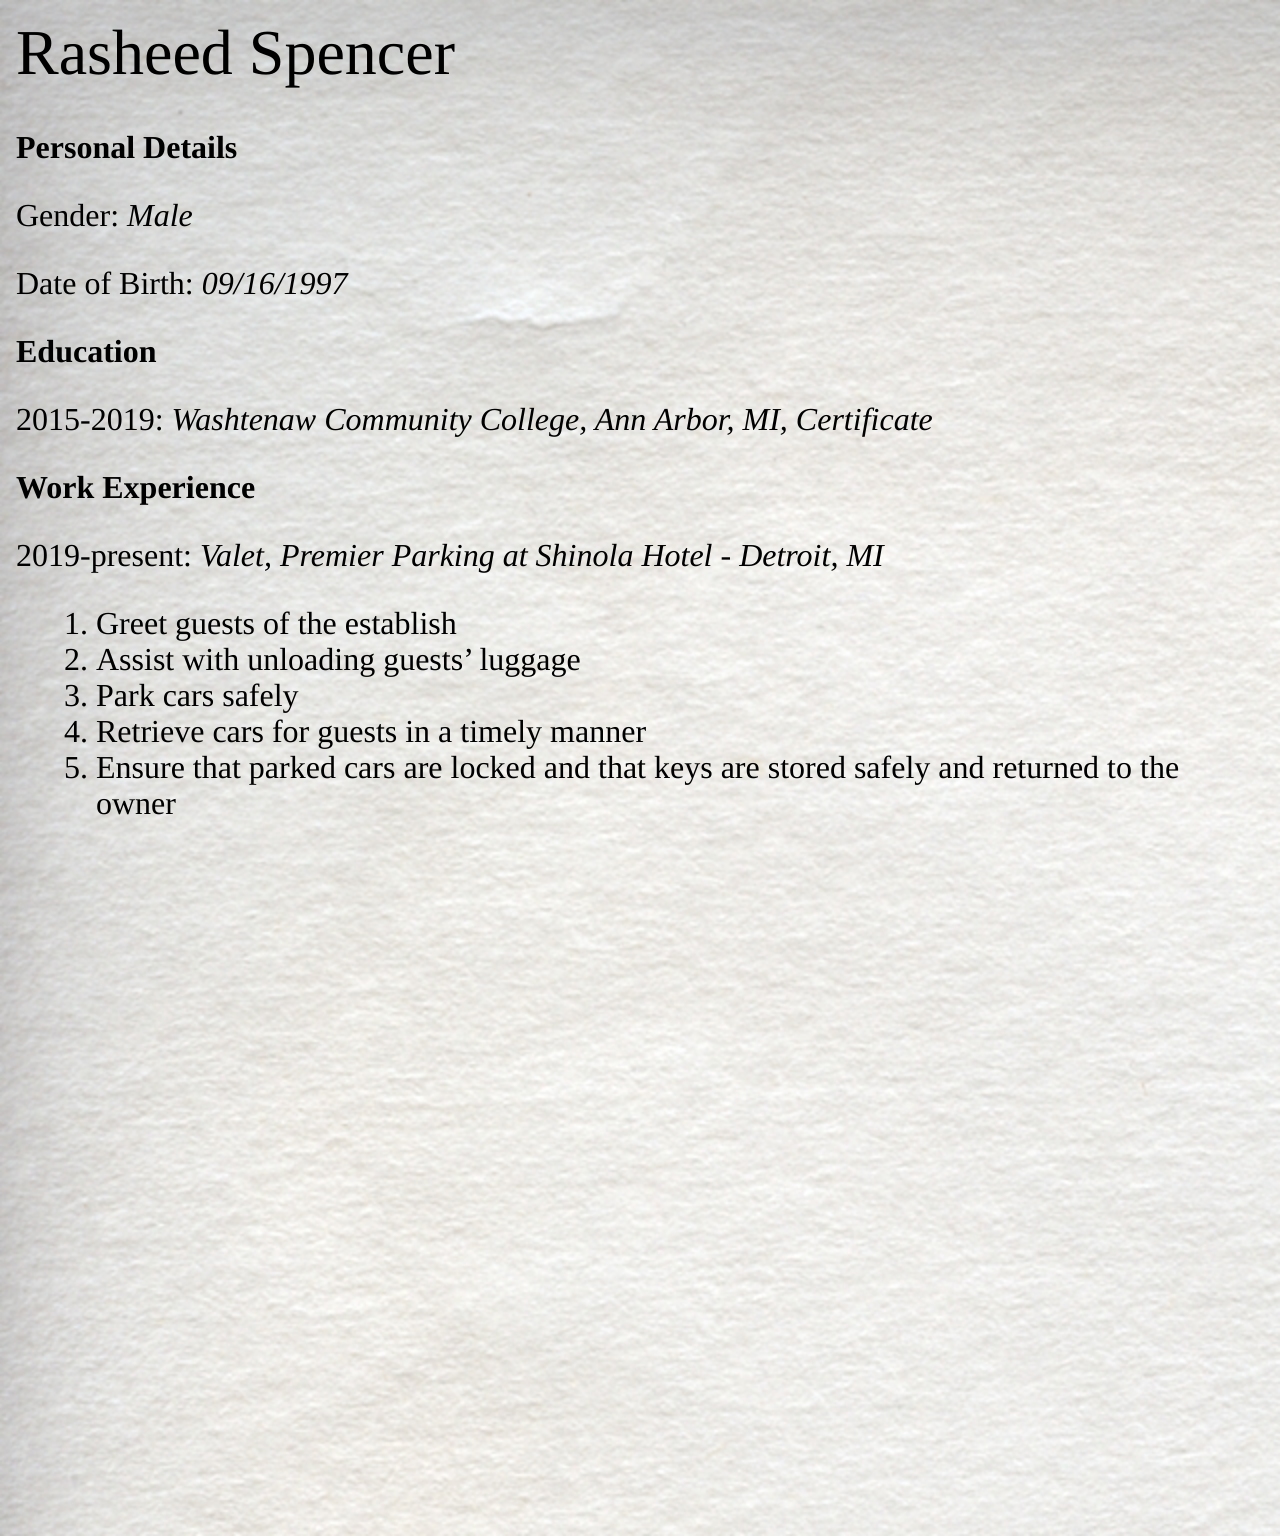 Rasheed Spencer
Personal Details
Gender: Male
Date of Birth: 09/16/1997
Education
2015-2019: Washtenaw Community College, Ann Arbor, MI, Certificate
Work Experience
2019-present: Valet, Premier Parking at Shinola Hotel - Detroit, MI
1. Greet guests of the establish
2. Assist with unloading guests’ luggage
3. Park cars safely
4. Retrieve cars for guests in a timely manner
5. Ensure that parked cars are locked and that keys are stored safely and returned to the
owner